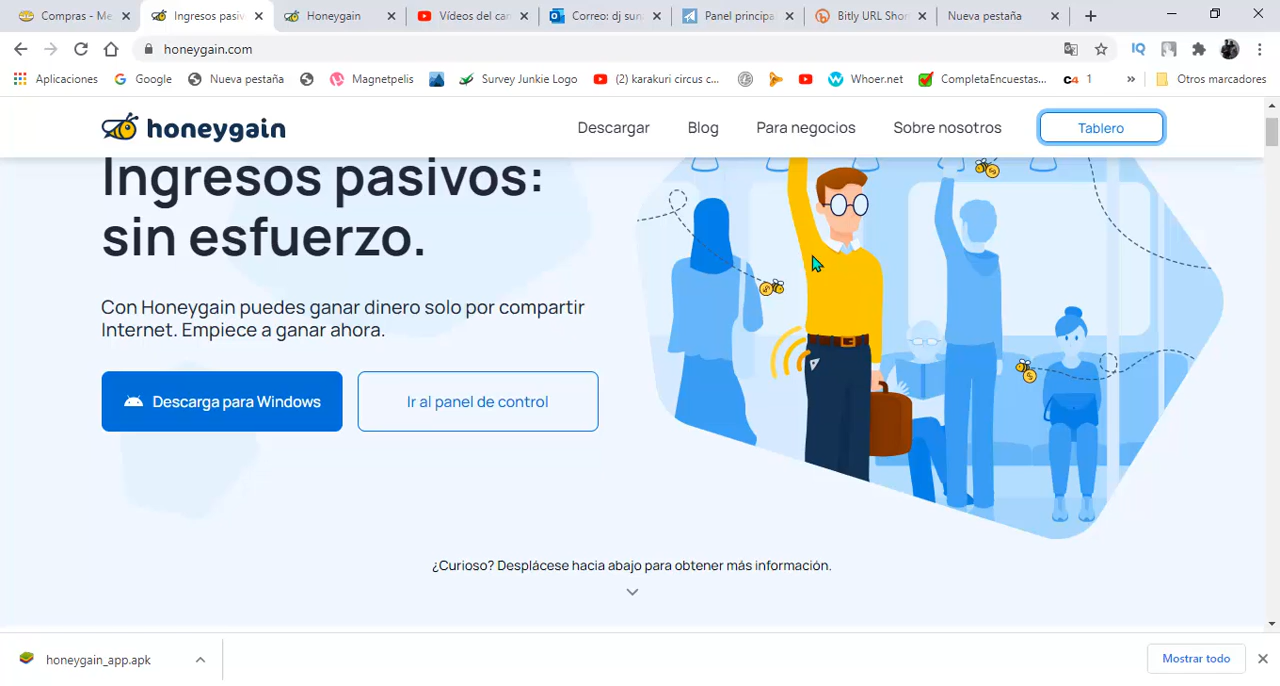 Compras - Me
Ingresos pasiv
Honeygain
Vídeos del can
Correo: dj sun
Panel principa
Bitly URL Shor
Nueva pestaña
honeygain.com
Aplicaciones
Google
Nueva pestaña
Magnetpelis
Survey Junkie Logo
(2) karakuri circus c...
Whoer.net
CompletaEncuestas...
C4 1
»
Otros marcadores
honeygain
Descargar
Blog
Para negocios
Sobre nosotros
Tablero
Ingresos pasivos:
sin esfuerzo.
Con Honeygain puedes ganar dinero solo por compartir
Internet. Empiece a ganar ahora.
Descarga para Windows
Ir al panel de control
¿Curioso? Desplácese hacia abajo para obtener más información.
honeygain_app.apk
Mostrar todo